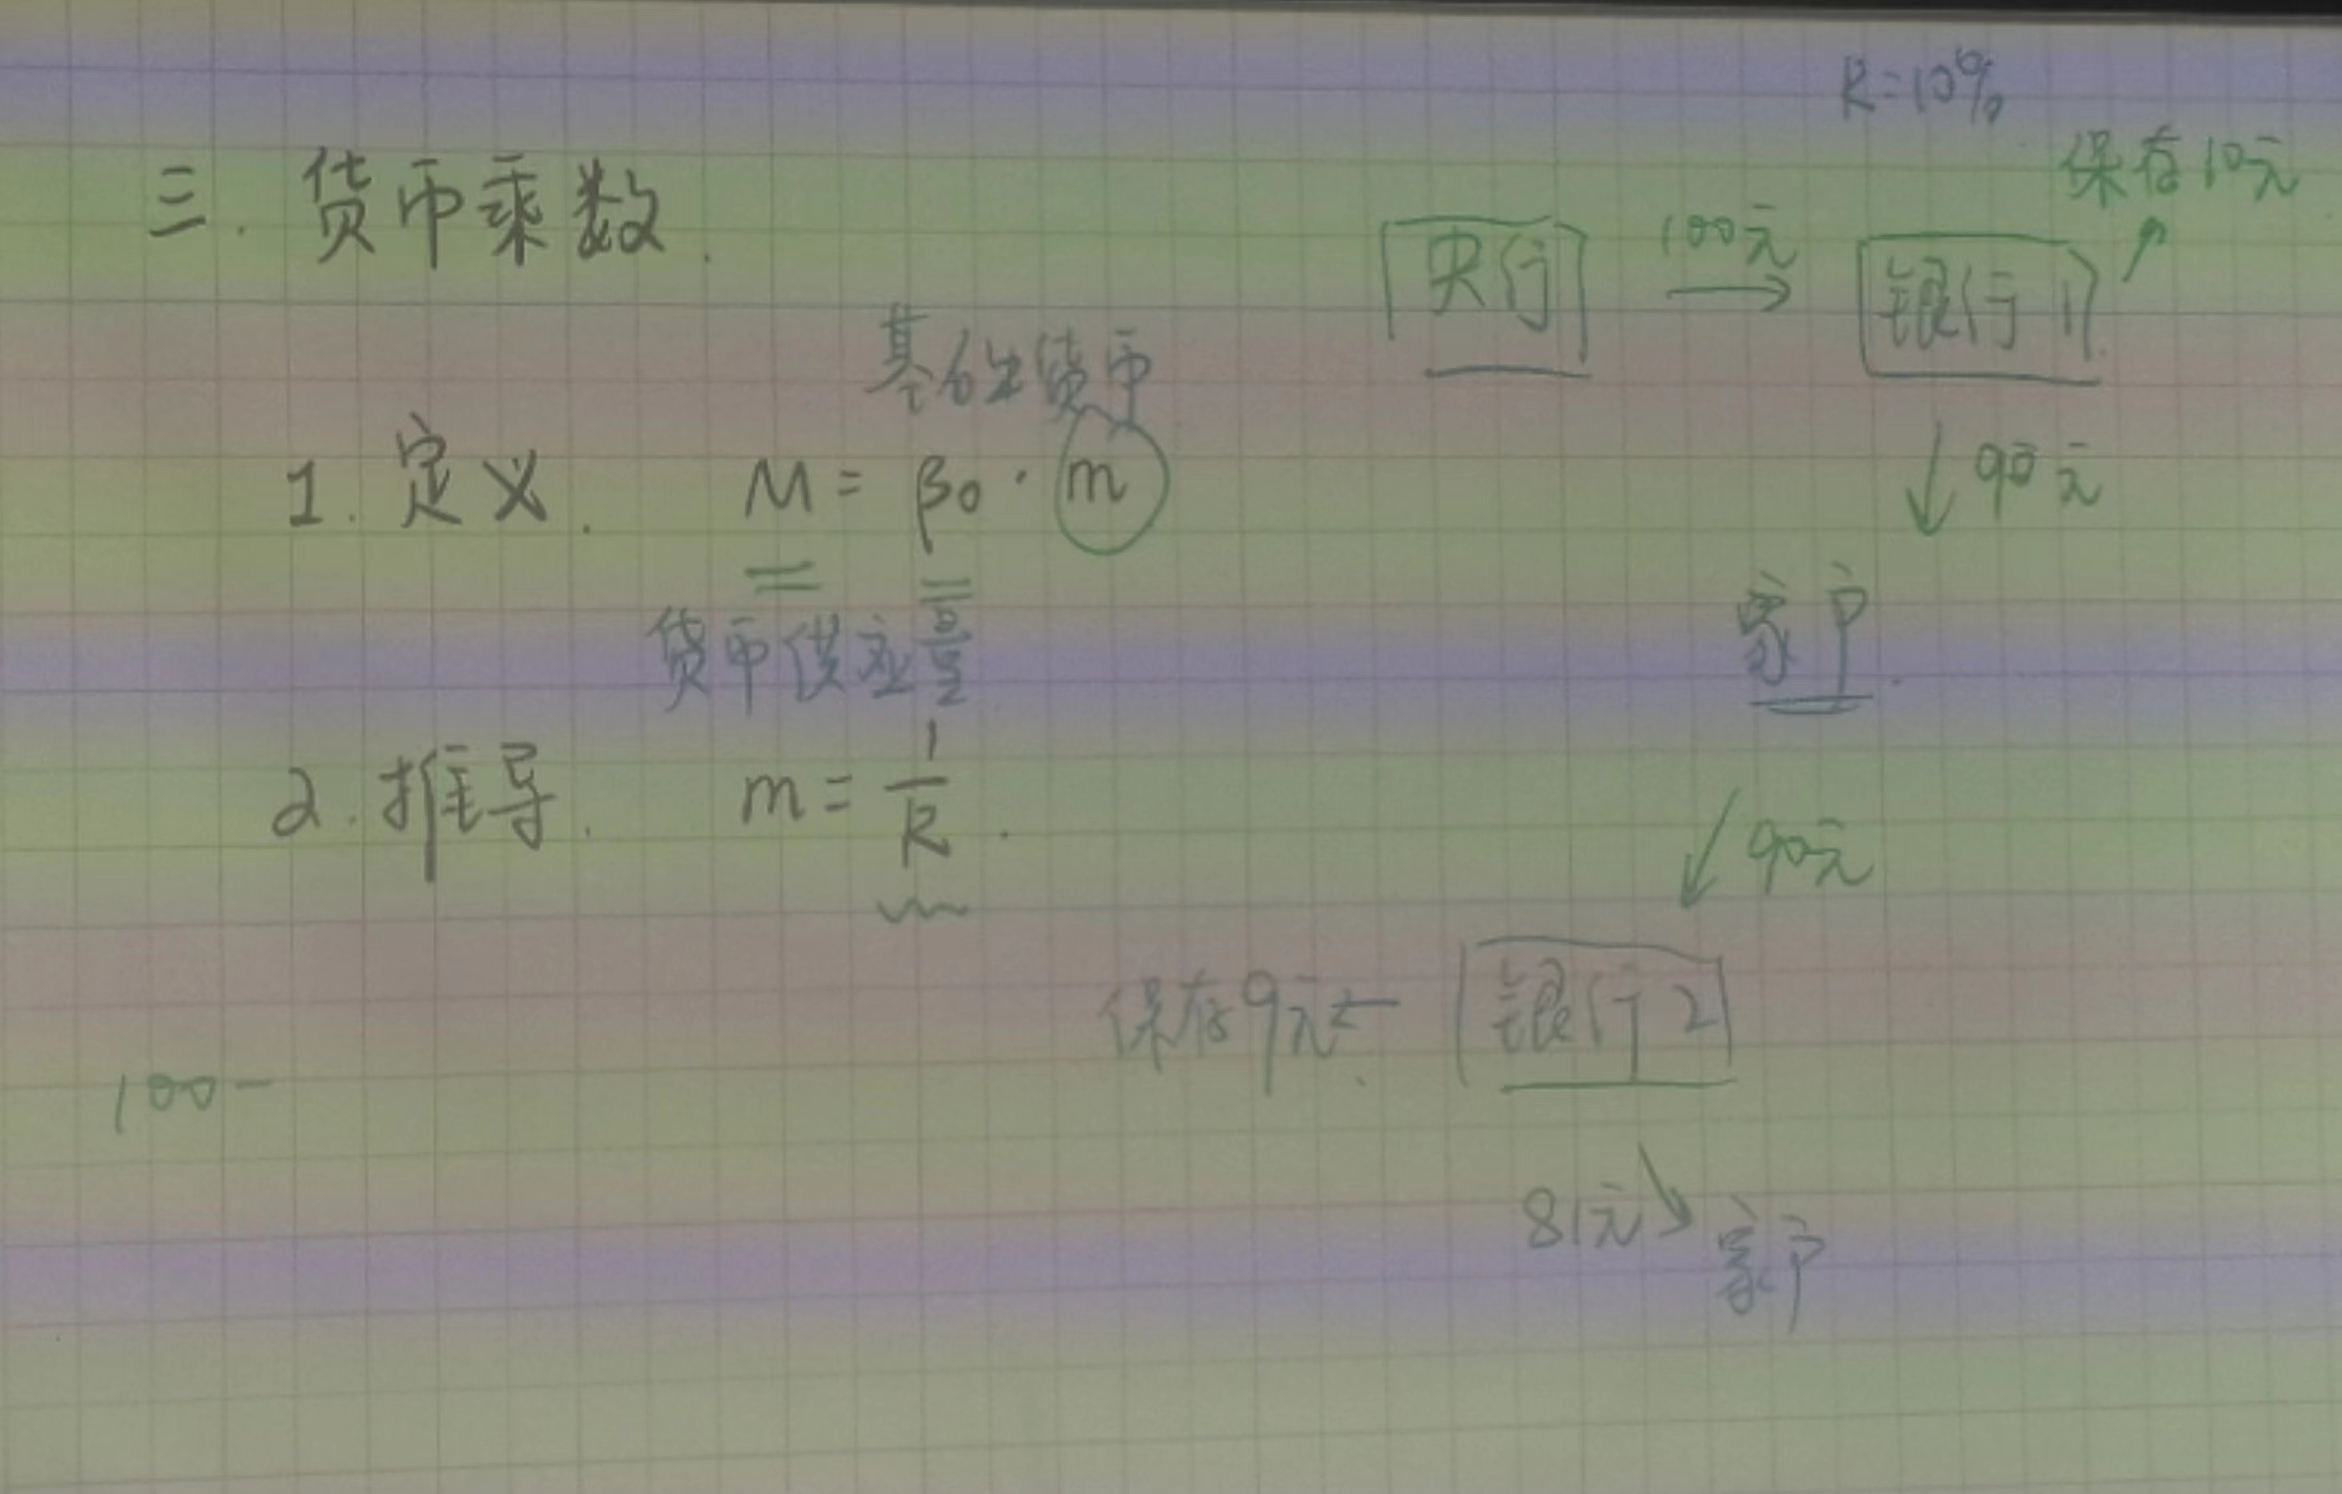 R=10%
三. 货币乘数.
保存10元
央行 100元 → 银行1
基础货币
1. 定义. M = β0 · m
↓ 90元
货币供应量
家户.
2. 推导. m = 1/R.
↙ 90元
保存9元 ← 银行2
100-
81元 ↘ 家户